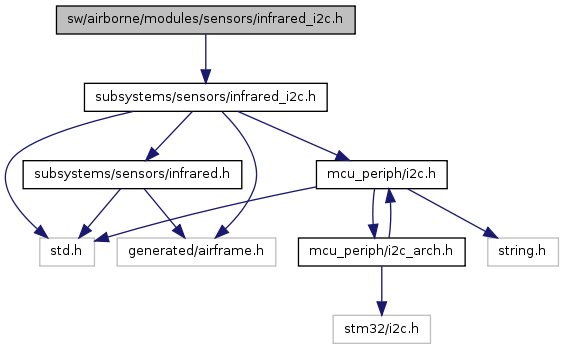 sw/airborne/modules/sensors/infrared_i2c.h
subsystems/sensors/infrared_i2c.h
subsystems/sensors/infrared.h
mcu_periph/i2c.h
std.h
generated/airframe.h
mcu_periph/i2c_arch.h
string.h
stm32/i2c.h